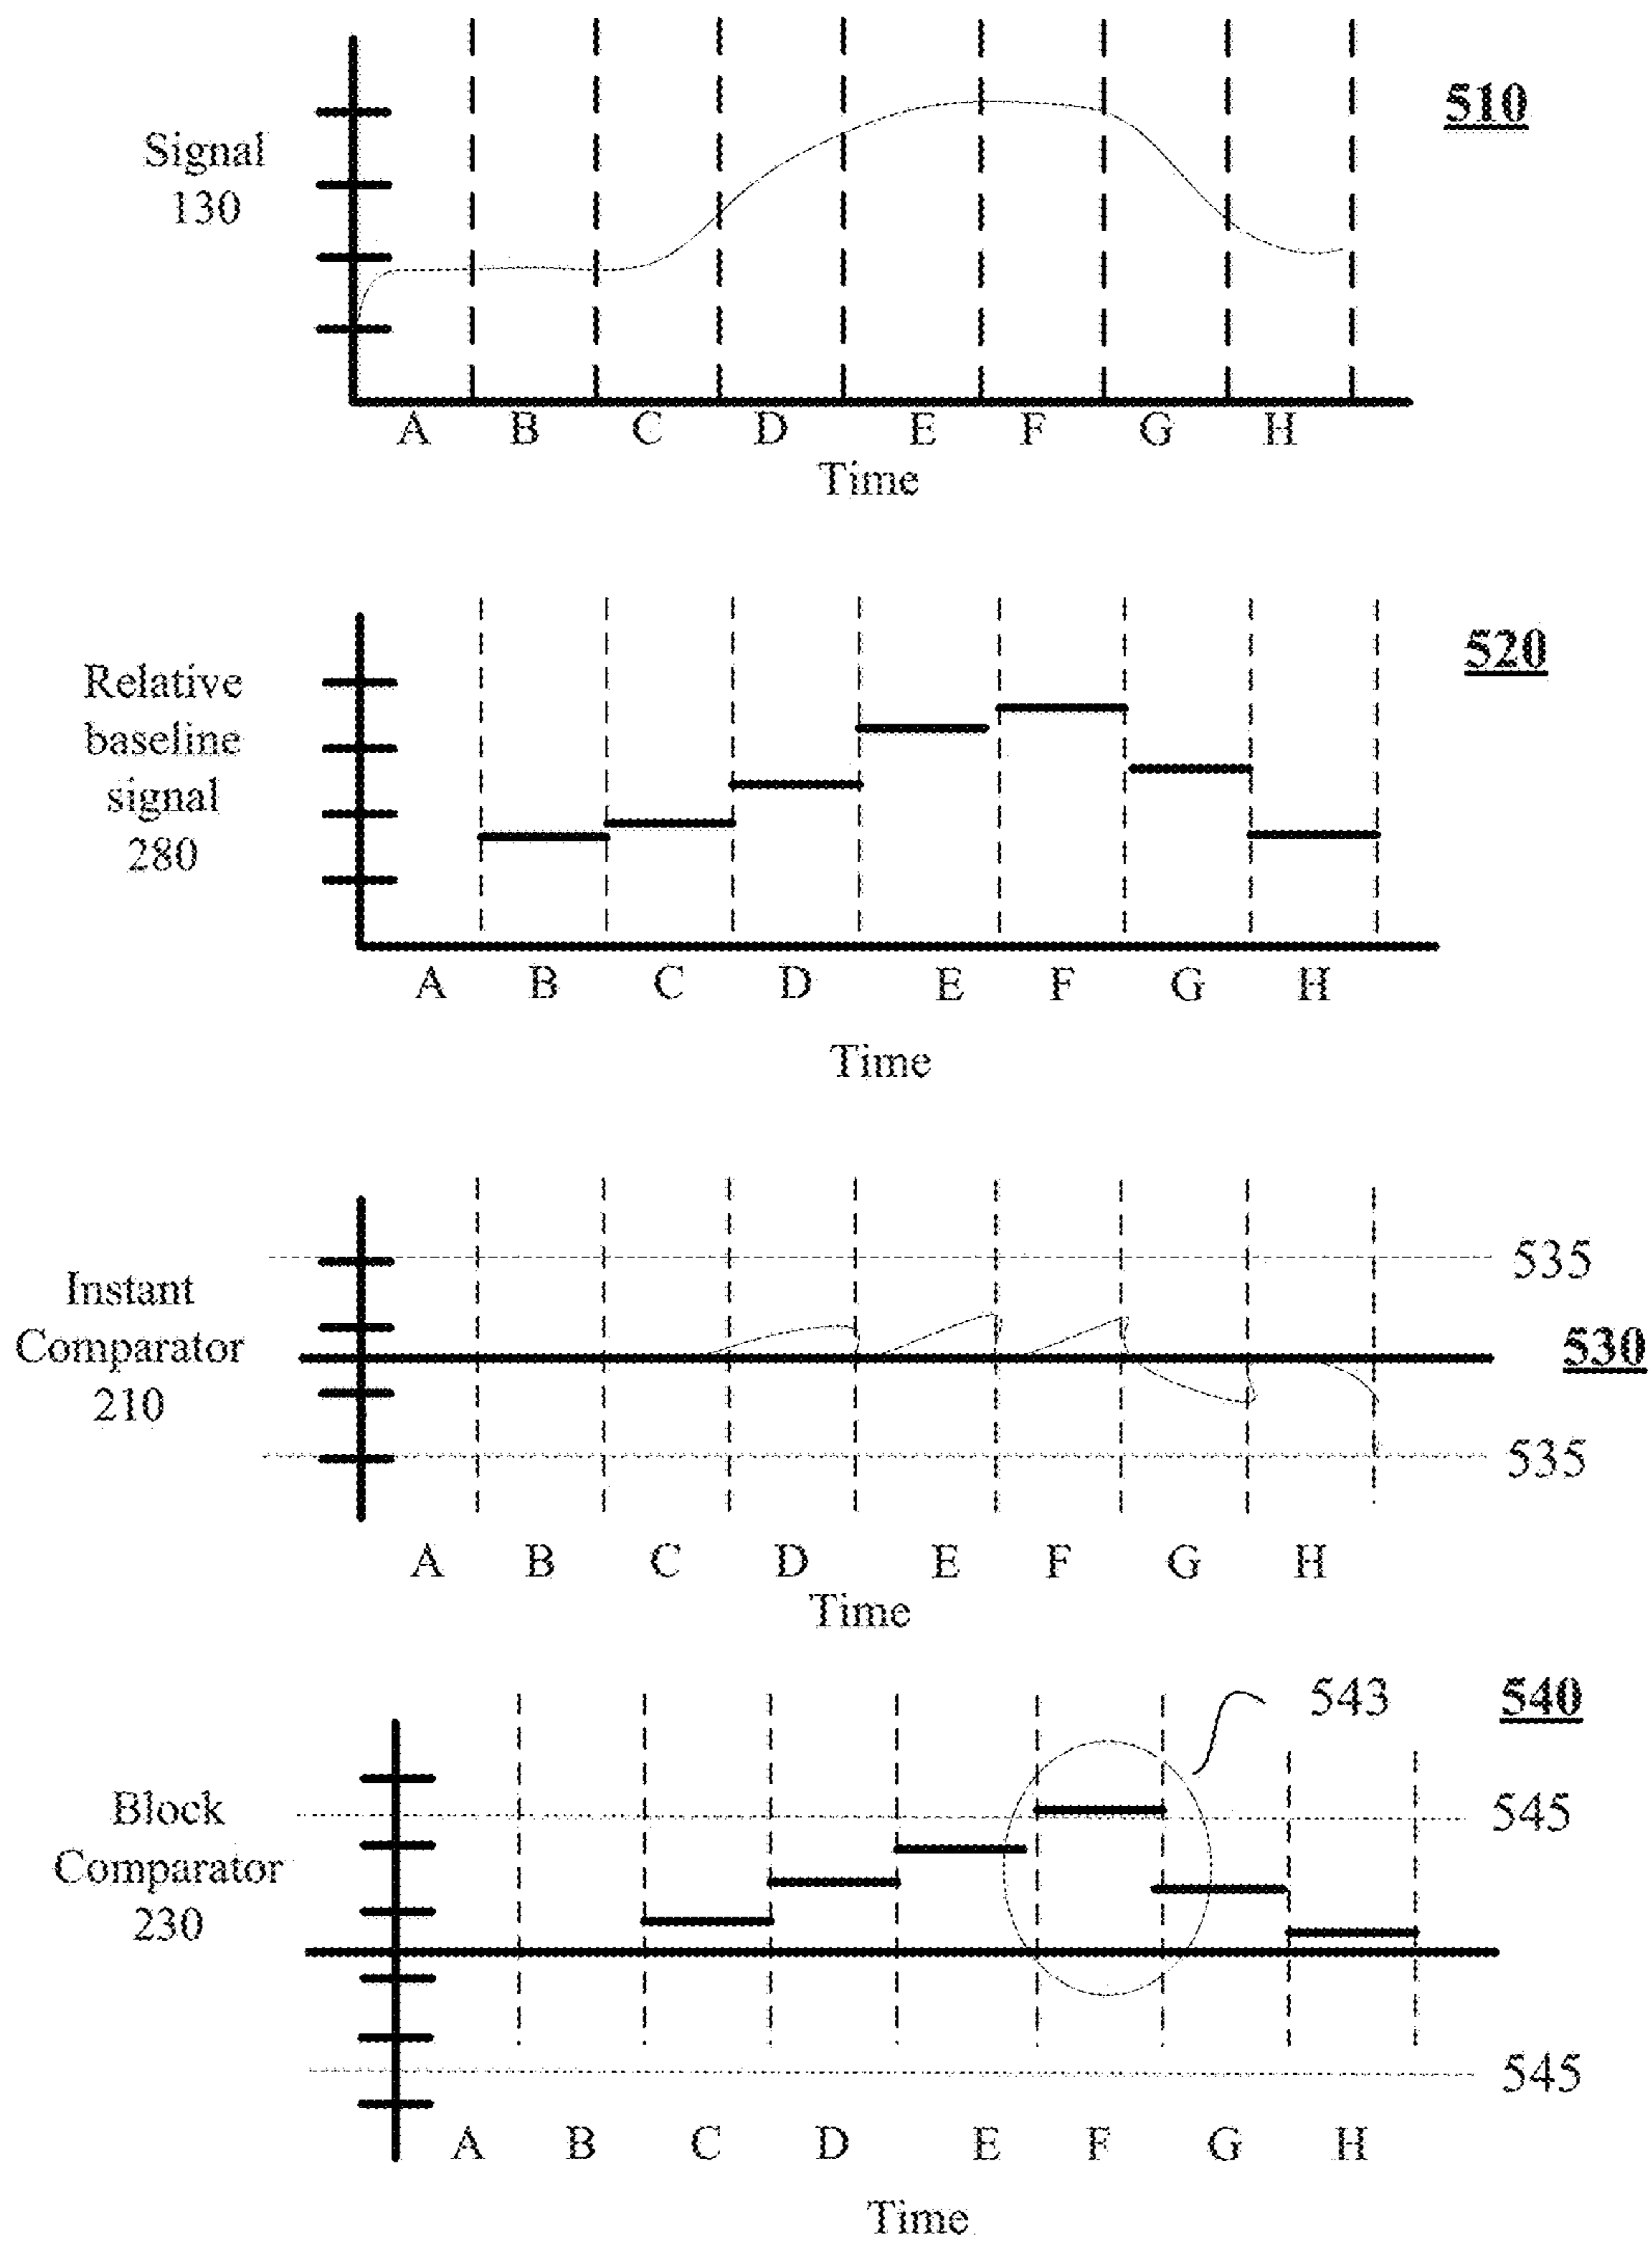 510
Signal
130
A B C D E F G H
Time
520
Relative
baseline
signal
280
A B C D E F G H
Time
535
Instant
Comparator
210
530
535
A B C D E F G H
Time
543
540
Block
Comparator
230
545
545
A B C D E F G H
Time